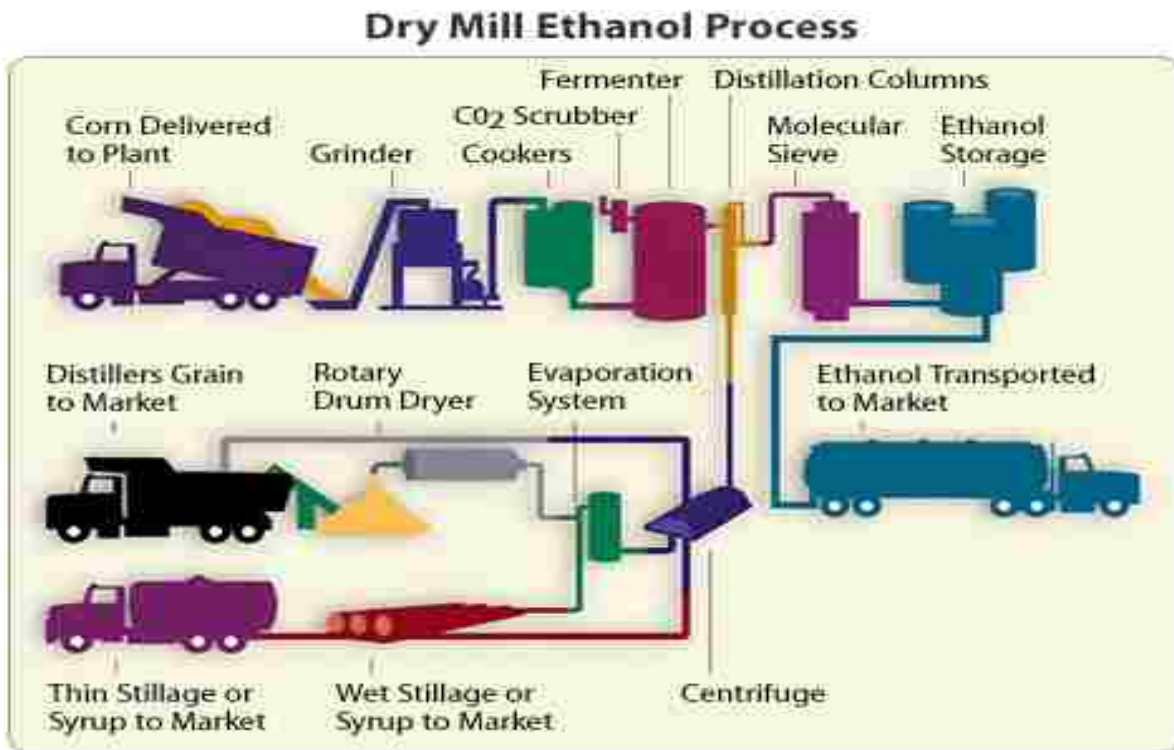 Dry Mill Ethanol Process
Fermenter
Distillation Columns
Corn Delivered
to Plant
Grinder
C0₂ Scrubber
Cookers
Molecular
Sieve
Ethanol
Storage
Distillers Grain
to Market
Rotary
Drum Dryer
Evaporation
System
Ethanol Transported
to Market
Thin Stillage or
Syrup to Market
Wet Stillage or
Syrup to Market
Centrifuge